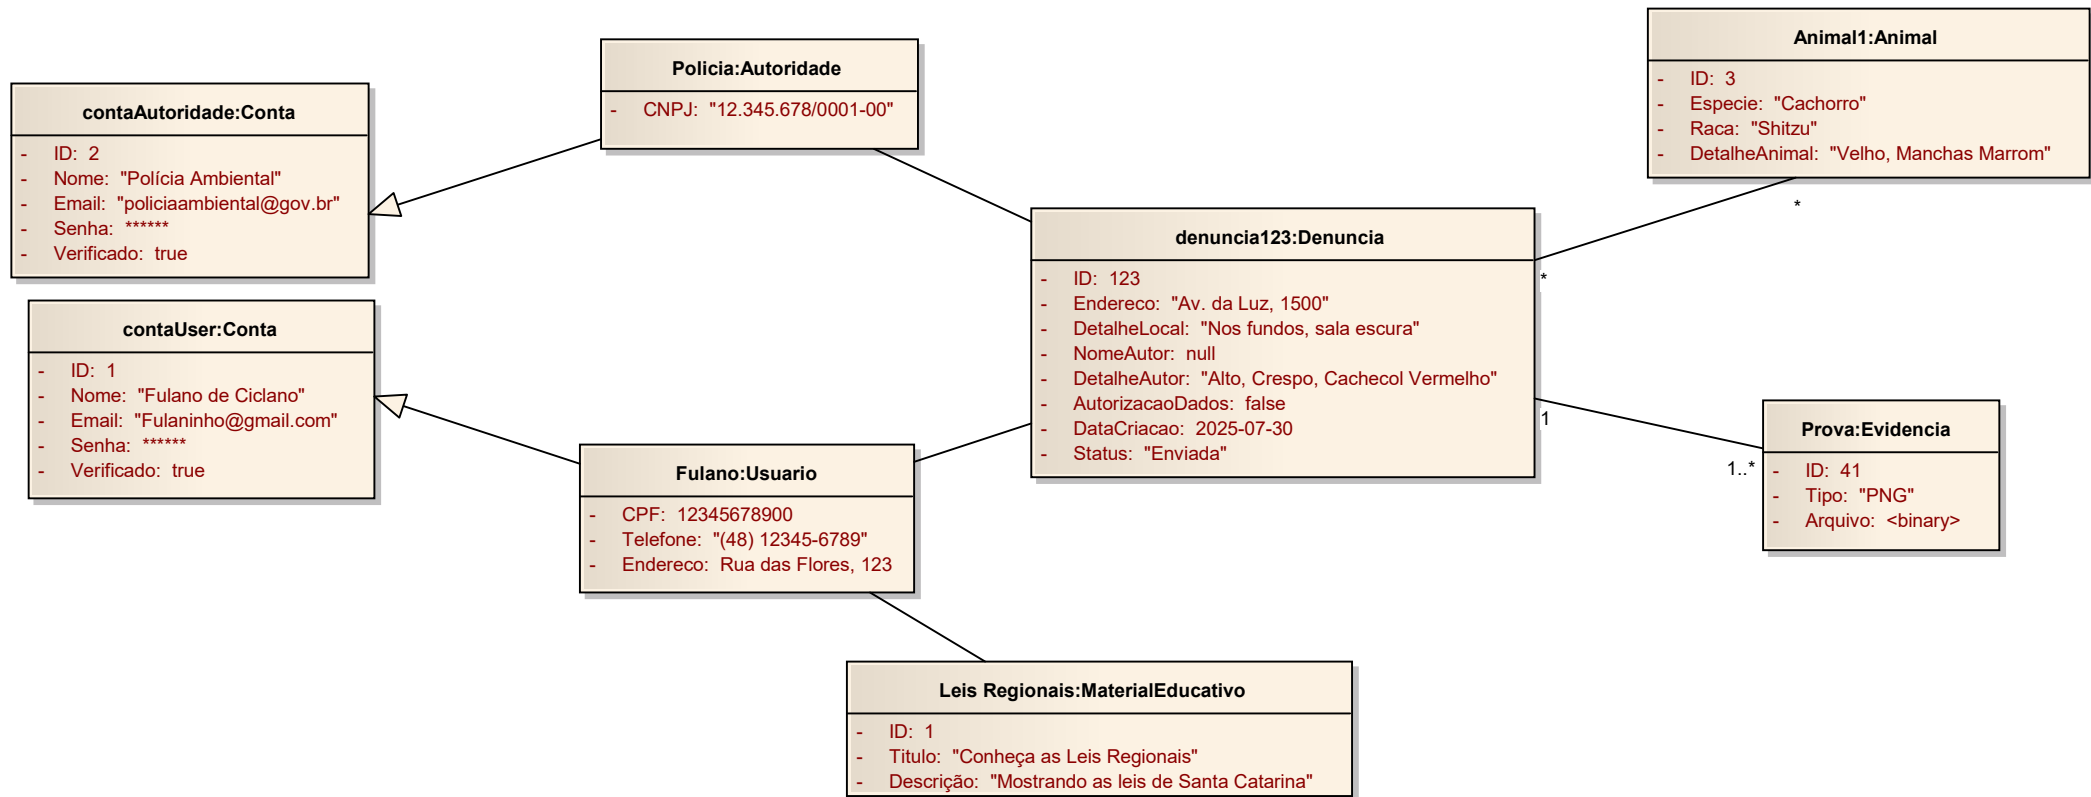 contaAutoridade:Conta
- ID: 2
- Nome: "Polícia Ambiental"
- Email: "policiaambiental@gov.br"
- Senha: ******
- Verificado: true
contaUser:Conta
- ID: 1
- Nome: "Fulano de Ciclano"
- Email: "Fulaninho@gmail.com"
- Senha: ******
- Verificado: true
Policia:Autoridade
- CNPJ: "12.345.678/0001-00"
Fulano:Usuario
- CPF: 12345678900
- Telefone: "(48) 12345-6789"
- Endereco: Rua das Flores, 123
Leis Regionais:MaterialEducativo
- ID: 1
- Titulo: "Conheça as Leis Regionais"
- Descrição: "Mostrando as leis de Santa Catarina"
denuncia123:Denuncia
- ID: 123
- Endereco: "Av. da Luz, 1500"
- DetalheLocal: "Nos fundos, sala escura"
- NomeAutor: null
- DetalheAutor: "Alto, Crespo, Cachecol Vermelho"
- AutorizacaoDados: false
- DataCriacao: 2025-07-30
- Status: "Enviada"
*
1
Animal1:Animal
- ID: 3
- Especie: "Cachorro"
- Raca: "Shitzu"
- DetalheAnimal: "Velho, Manchas Marrom"
*
1..*
Prova:Evidencia
- ID: 41
- Tipo: "PNG"
- Arquivo: <binary>